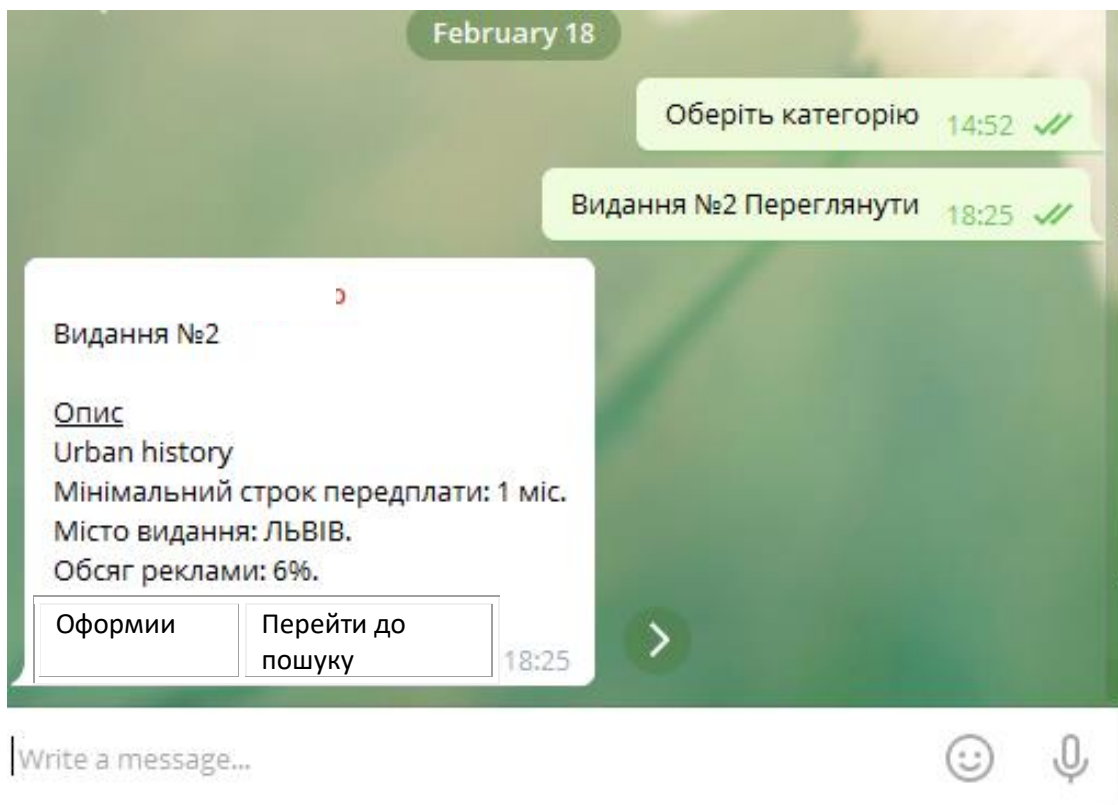 February 18
Оберіть категорію 14:52
Видання №2 Переглянути 18:25
Видання №2
Опис
Urban history
Мінімальний строк передплати: 1 міс.
Місто видання: ЛЬВІВ.
Обсяг реклами: 6%.
Оформии
Перейти до
пошуку
18:25
Write a message...